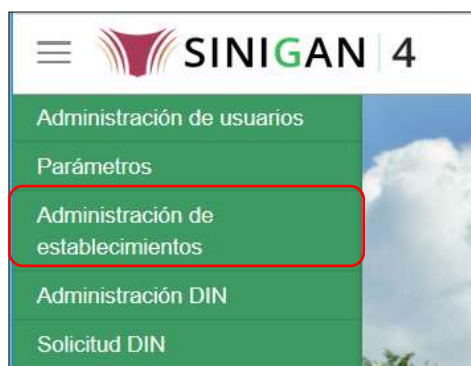 SINIGAN 4
Administración de usuarios
Parámetros
Administración de
establecimientos
Administración DIN
Solicitud DIN